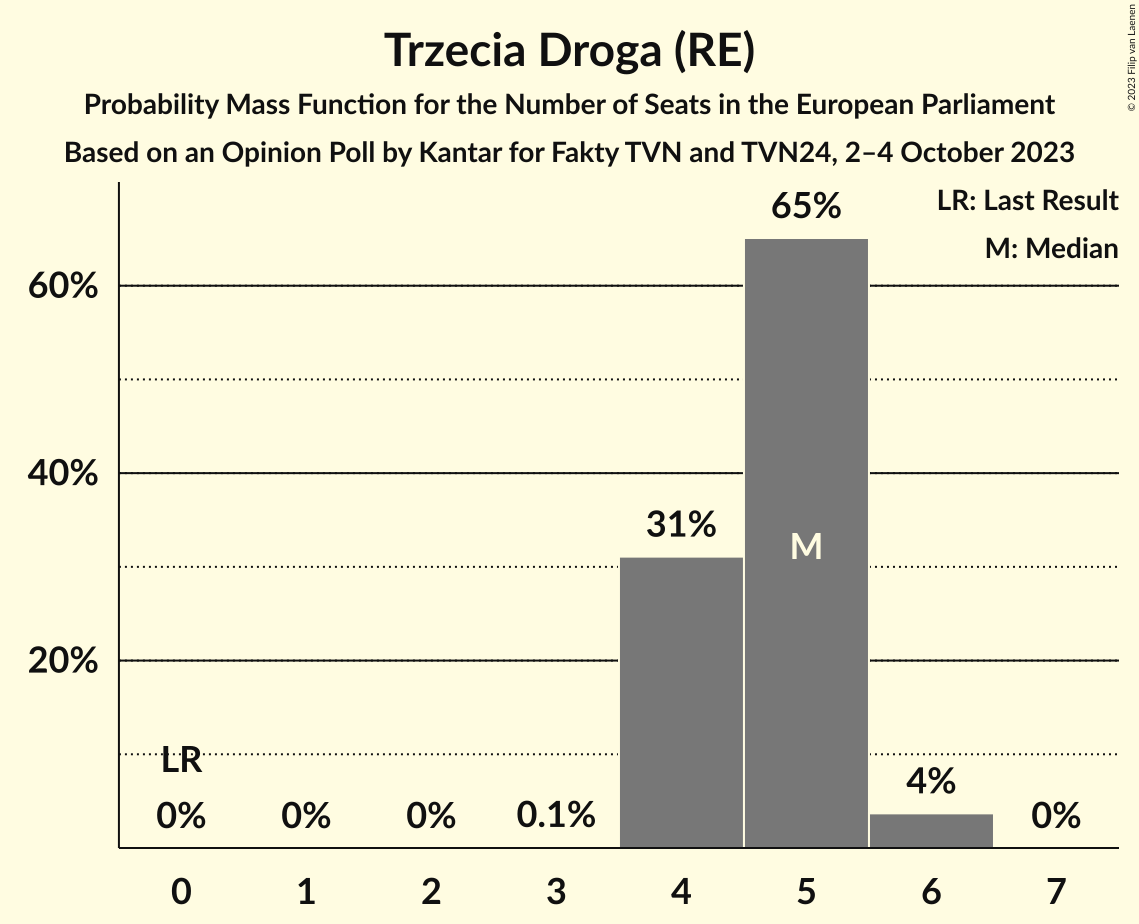 Trzecia Droga (RE)
Probability Mass Function for the Number of Seats in the European Parliament
Based on an Opinion Poll by Kantar for Fakty TVN and TVN24, 2–4 October 2023
© 2023 Filip van Laenen
LR: Last Result
M: Median
65%
60%
40%
31%
M
20%
LR
0%
0%
0%
0.1%
4%
0%
0 1 2 3 4 5 6 7